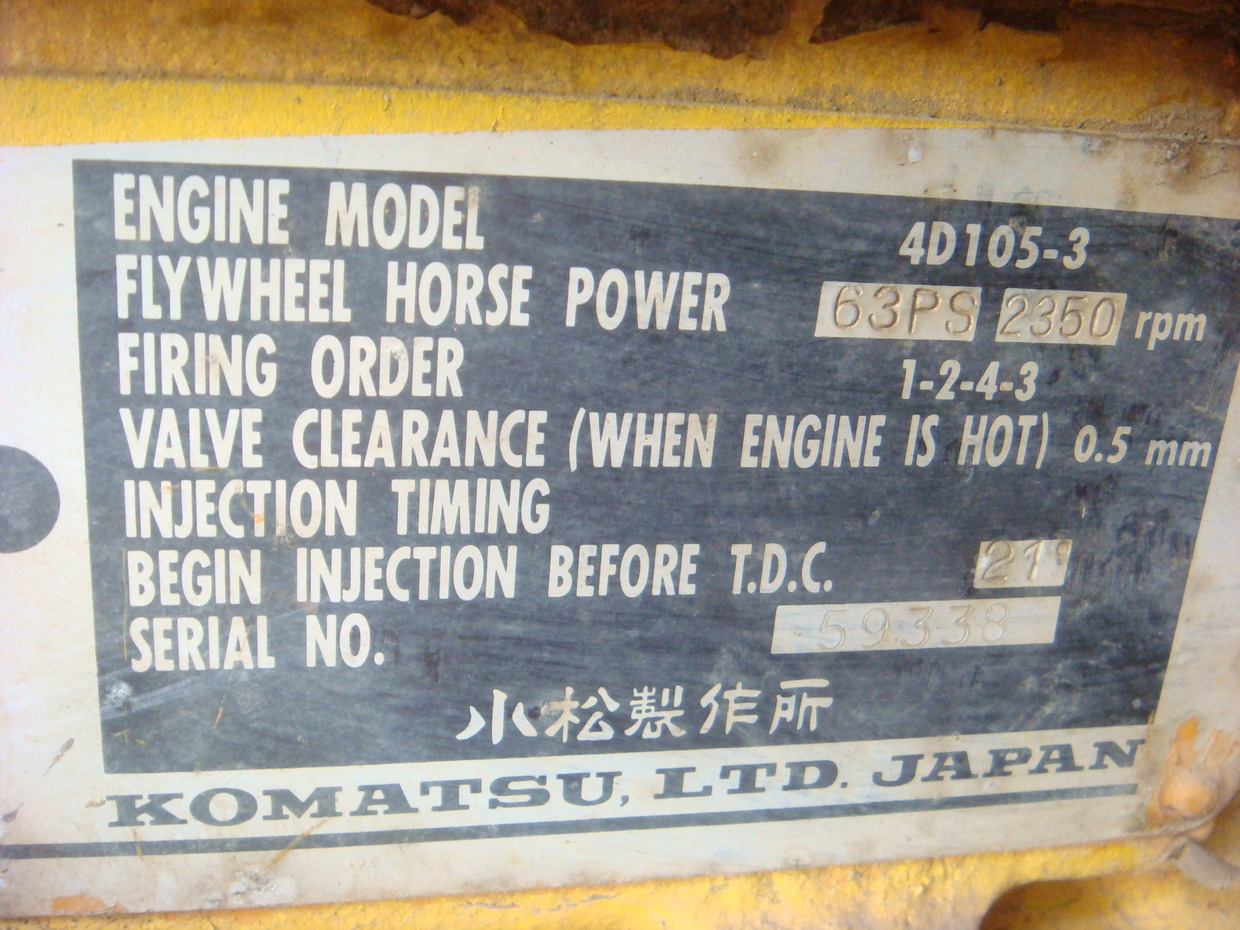 ENGINE MODEL 4D105-3
FLYWHEEL HORSE POWER 63PS 2350 rpm
FIRING ORDER 1-2-4-3
VALVE CLEARANCE (WHEN ENGINE IS HOT) 0.5 mm
INJECTION TIMING
BEGIN INJECTION BEFORE T.D.C. 21°
SERIAL NO. 59338
小松製作所
KOMATSU, LTD. JAPAN